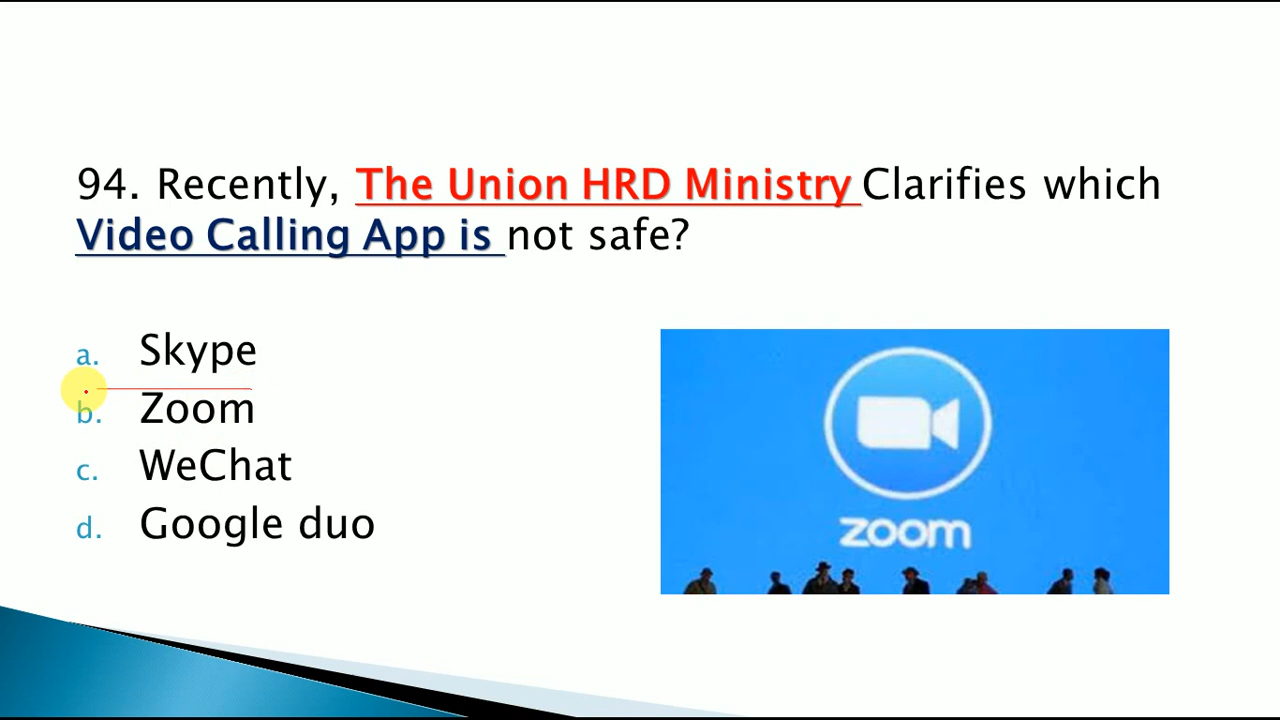 94. Recently, The Union HRD Ministry Clarifies which
Video Calling App is not safe?
a. Skype
b. Zoom
c. WeChat
d. Google duo
zoom